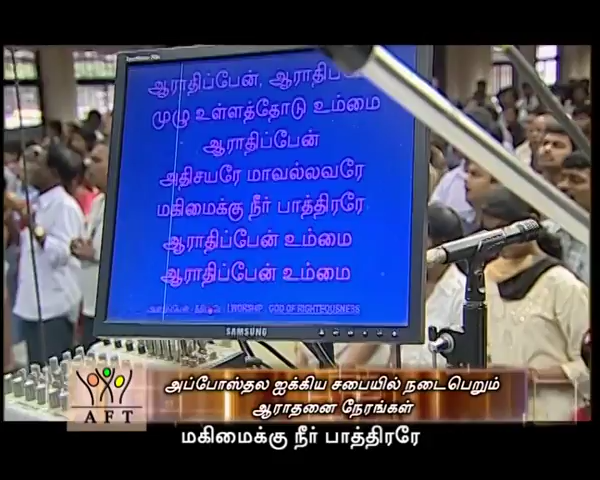 ஆராதிப்பேன்,
முழு உள்ளத்தோடு உம்மை
ஆராதிப்பேன்
அதிசயரே மாவல்லவரே
மகிமைக்கு நீர் பாத்திரரே
ஆராதிப்பேன் உம்மை
ஆராதிப்பேன் உம்மை
I WORSHIP GOD OF RIGHTEOUSNESS
SAMSUNG
AFT
அப்போஸ்தல ஐக்கிய சபையில் நடைபெறும்
ஆராதனை நேரங்கள்
மகிமைக்கு நீர் பாத்திரரே